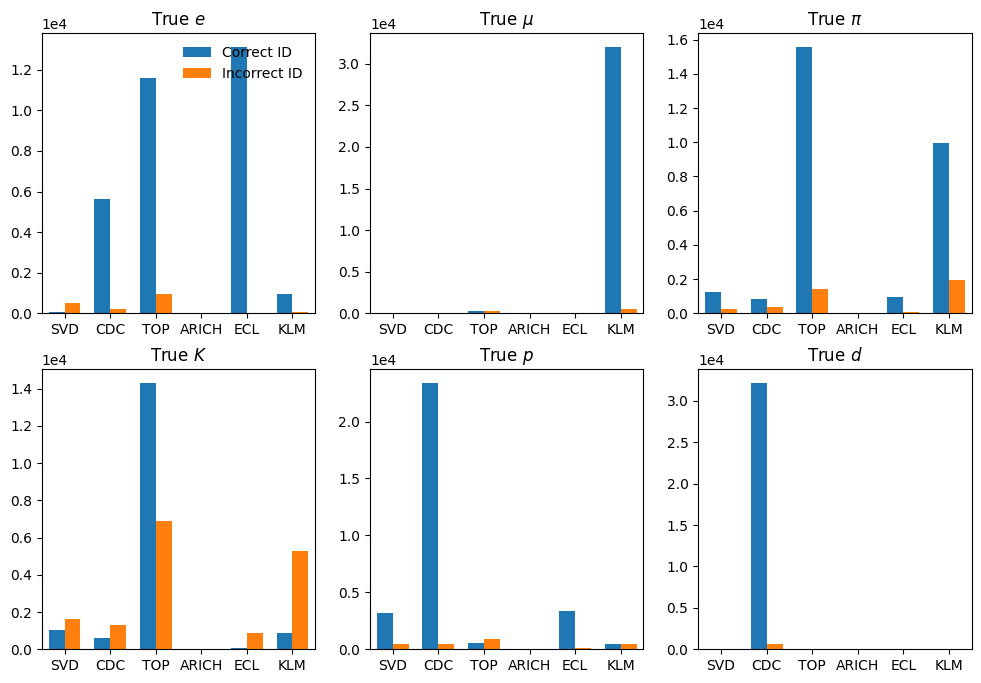 True e
1e4
Correct ID
Incorrect ID
1.2
1.0
0.8
0.6
0.4
0.2
0.0
SVD CDC TOP ARICH ECL KLM
True μ
1e4
3.0
2.5
2.0
1.5
1.0
0.5
0.0
SVD CDC TOP ARICH ECL KLM
True π
1e4
1.6
1.4
1.2
1.0
0.8
0.6
0.4
0.2
0.0
SVD CDC TOP ARICH ECL KLM
True K
1e4
1.4
1.2
1.0
0.8
0.6
0.4
0.2
0.0
SVD CDC TOP ARICH ECL KLM
True p
1e4
2.0
1.5
1.0
0.5
0.0
SVD CDC TOP ARICH ECL KLM
True d
1e4
3.0
2.5
2.0
1.5
1.0
0.5
0.0
SVD CDC TOP ARICH ECL KLM